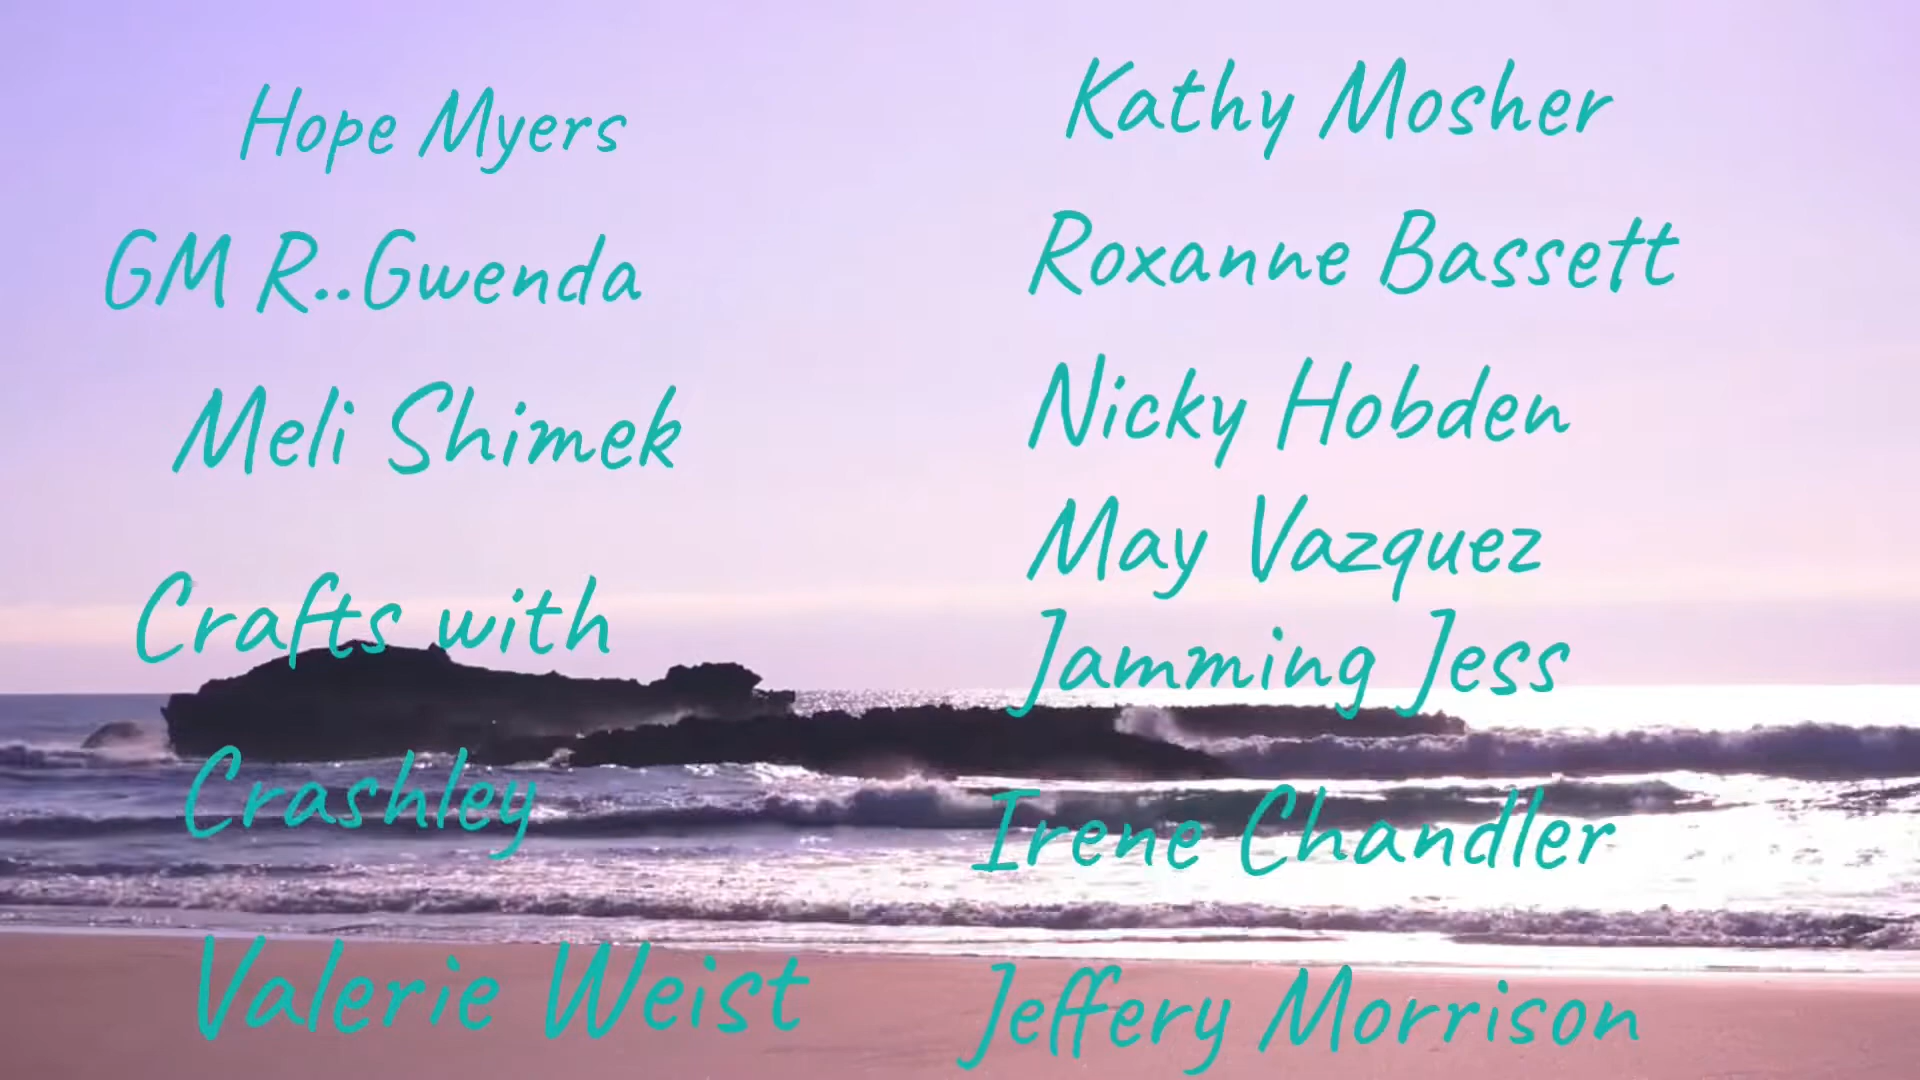 Hope Myers
GM R..Gwenda
Meli Shimek
Crafts with
Crashley
Valerie Weist
Kathy Mosher
Roxanne Bassett
Nicky Hobden
May Vazquez
Jamming Jess
Irene Chandler
Jeffery Morrison